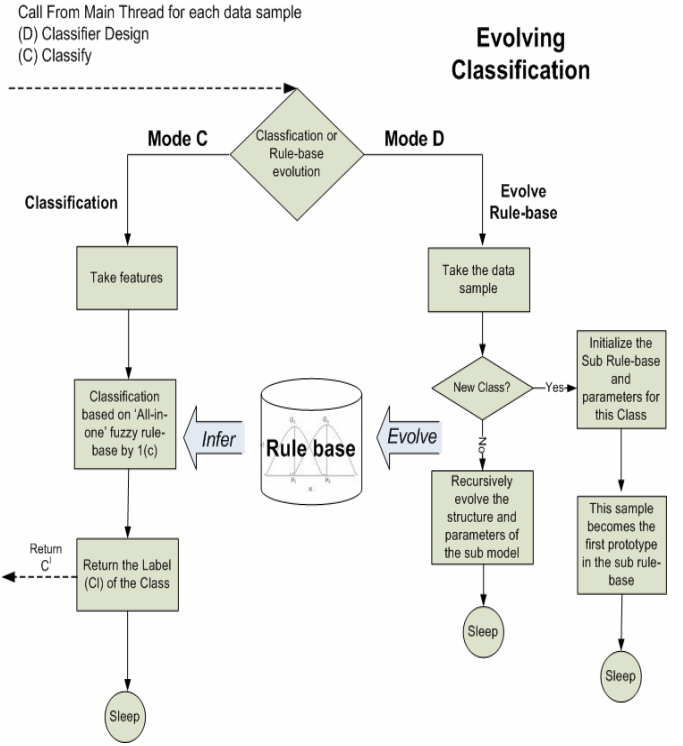 Call From Main Thread for each data sample
(D) Classifier Design
(C) Classify
Evolving
Classification
Mode C
Classfication or
Rule-base
evolution
Mode D
Classification
Evolve
Rule-base
Take features
Take the data
sample
New Class?
Yes
Initialize the
Sub Rule-base
and
parameters for
this Class
Classification
based on 'All-in-
one' fuzzy rule-
base by 1(c)
Infer
Rule base
Evolve
No
Recursively
evolve the
structure and
parameters of
the sub model
This sample
becomes the
first prototype
in the sub rule-
base
Return
Return the Label
(Cl) of the Class
Sleep
Sleep
Sleep